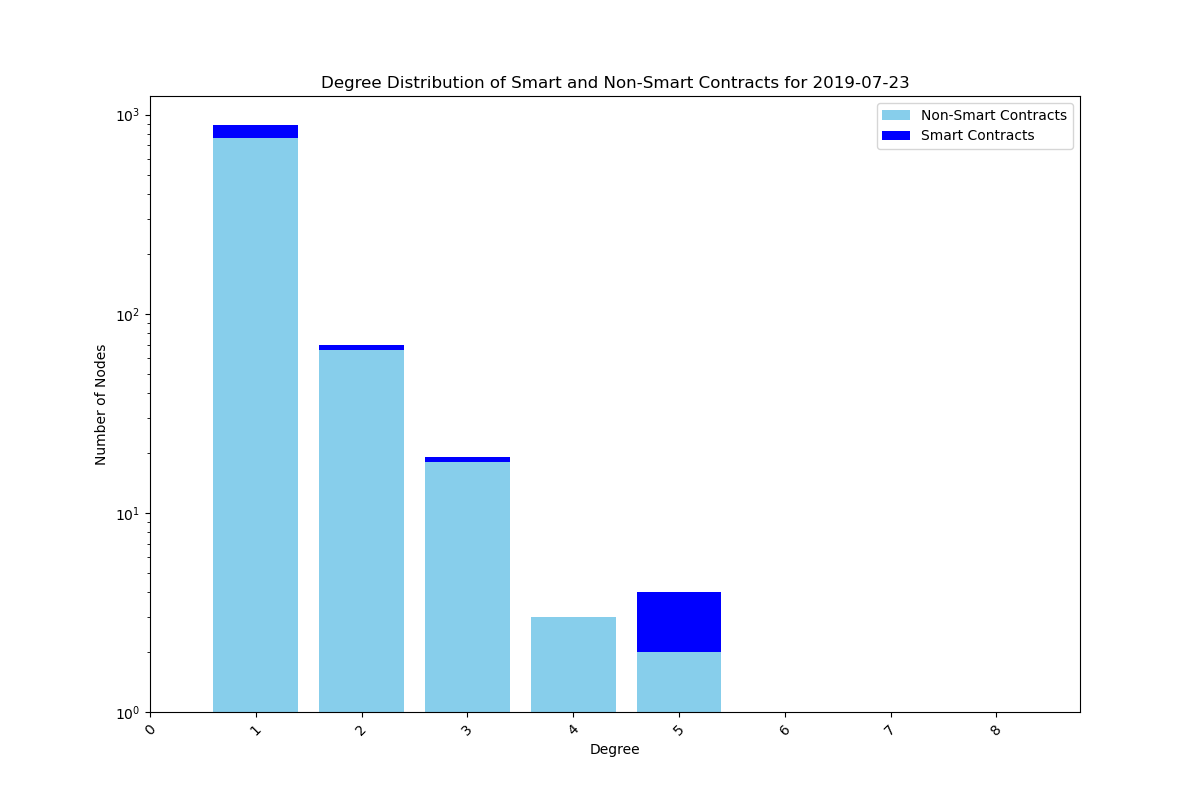 Degree Distribution of Smart and Non-Smart Contracts for 2019-07-23
Non-Smart Contracts
Smart Contracts
Number of Nodes
10³
10²
10¹
10⁰
0 1 2 3 4 5 6 7 8
Degree